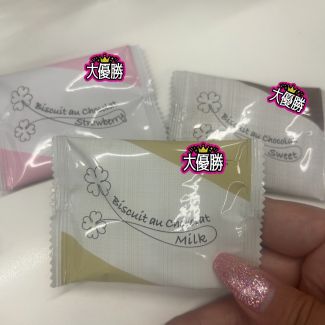 大優勝
Biscuit au Chocolat
Strawberry
大優勝
Biscuit au Chocolat
Sweet
大優勝
Biscuit au Chocolat
Milk